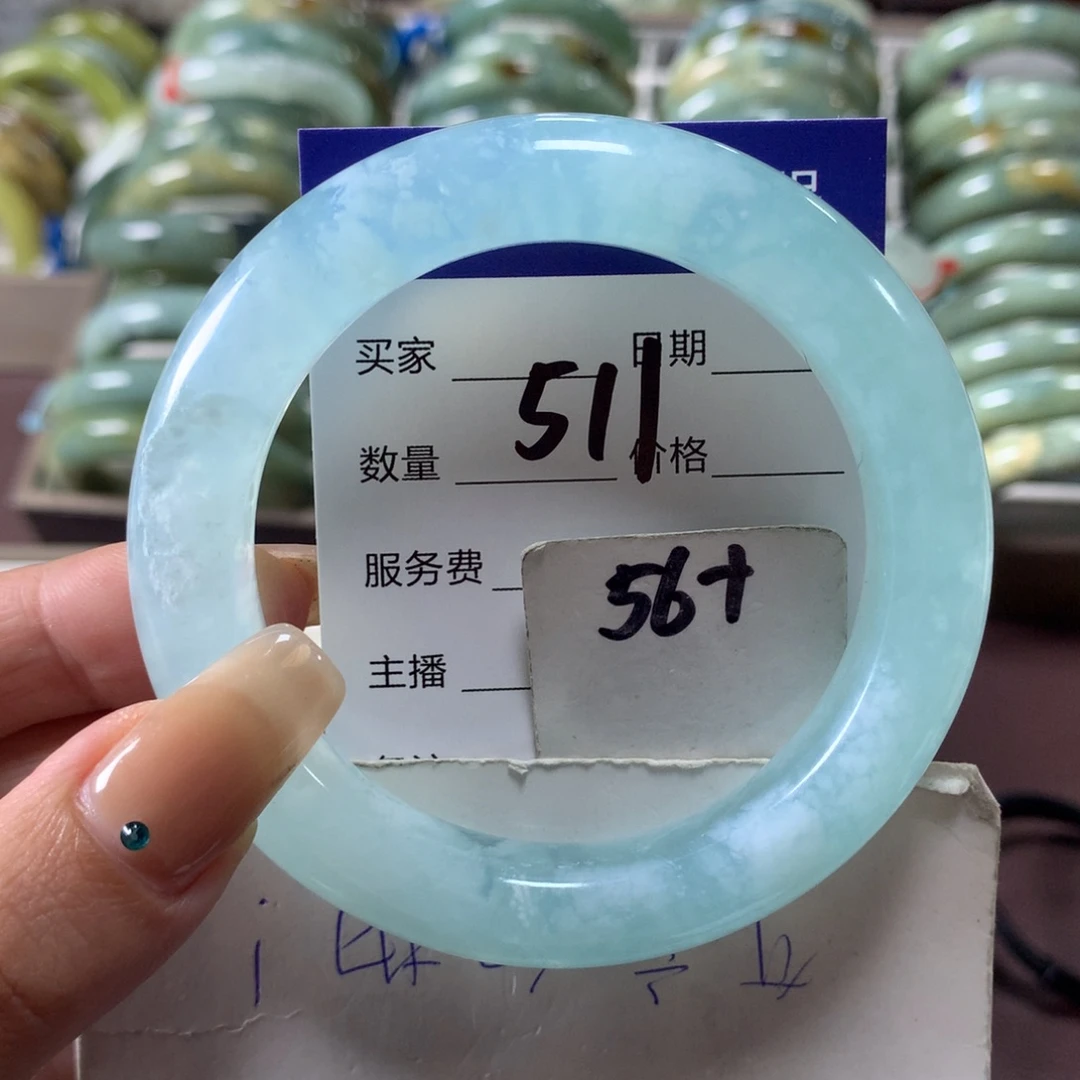 买家 日期
511
数量 价格
服务费
56+
主播